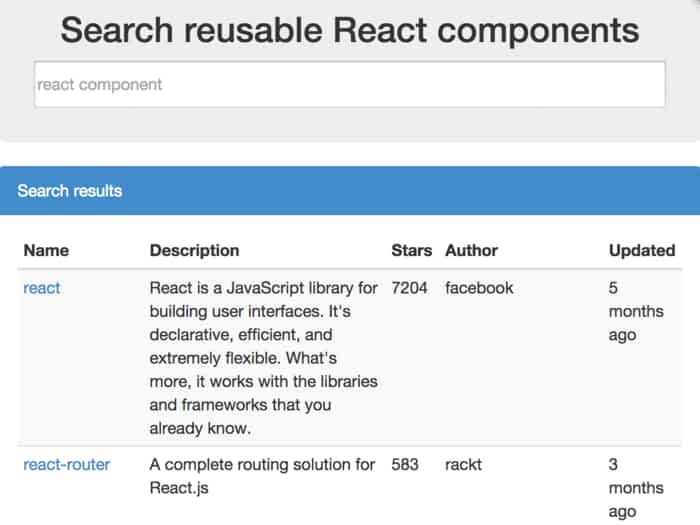 Search reusable React components
react component
Search results
Name Description Stars Author Updated
react React is a JavaScript library for 7204 facebook 5
building user interfaces. It's months
declarative, efficient, and ago
extremely flexible. What's
more, it works with the libraries
and frameworks that you
already know.
react-router A complete routing solution for 583 rackt 3
React.js months
ago